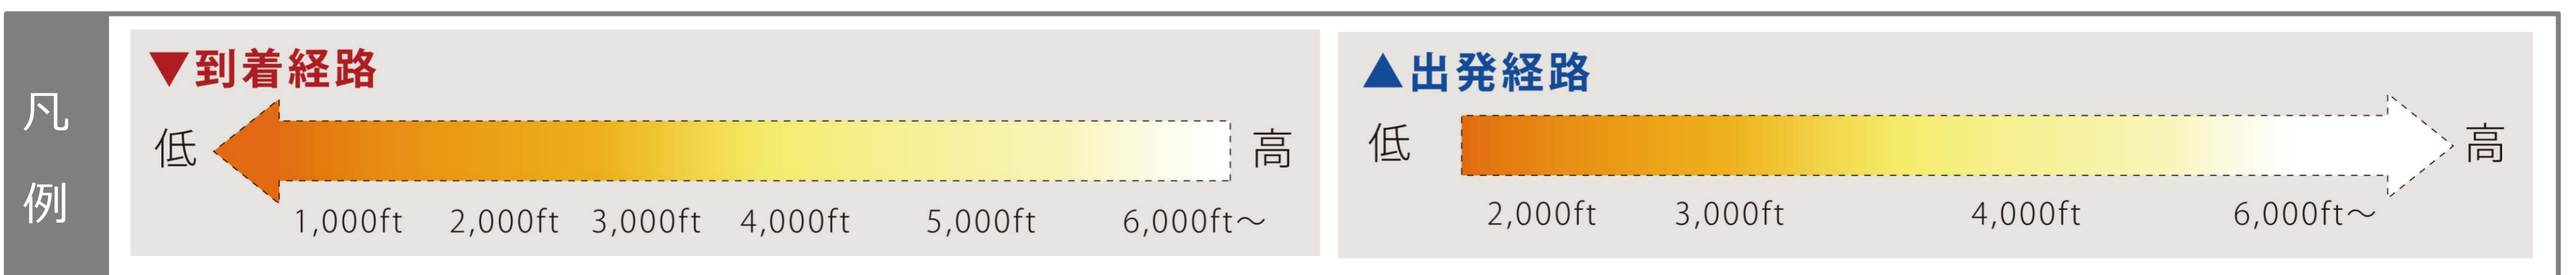 凡例
▼到着経路
低 高
1,000ft 2,000ft 3,000ft 4,000ft 5,000ft 6,000ft～
▲出発経路
低 高
2,000ft 3,000ft 4,000ft 6,000ft～